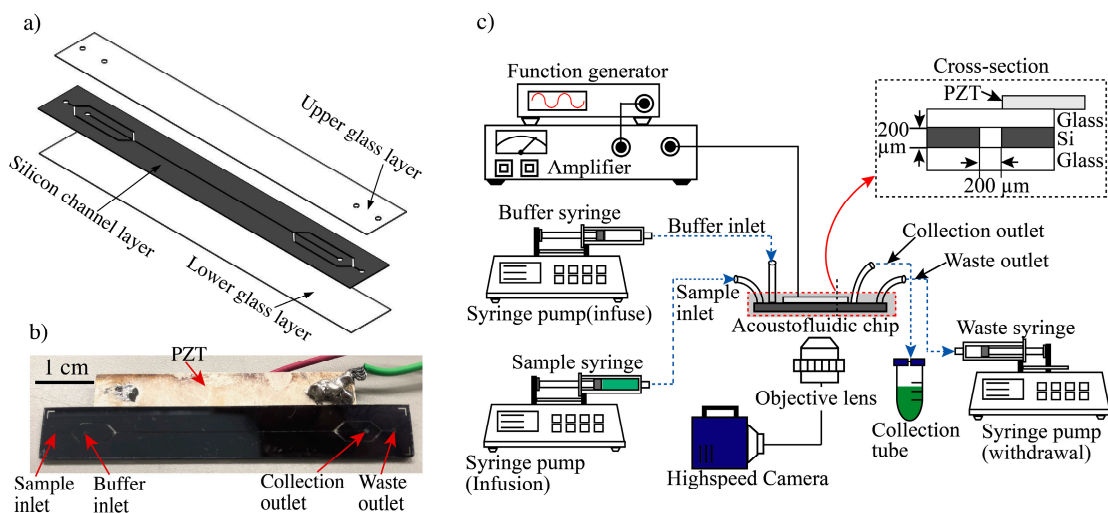 a)
Upper glass layer
Silicon channel layer
Lower glass layer
b)
1 cm
PZT
Sample
inlet
Buffer
inlet
Collection
outlet
Waste
outlet
c)
Function generator
Amplifier
Cross-section
PZT
Glass
200
µm
Si
Glass
200 µm
Buffer syringe
Buffer inlet
Syringe pump(infuse)
Sample
inlet
Collection outlet
Waste outlet
Acoustofluidic chip
Sample syringe
Syringe pump
(Infusion)
Objective lens
Highspeed Camera
Collection
tube
Waste syringe
Syringe pump
(withdrawal)